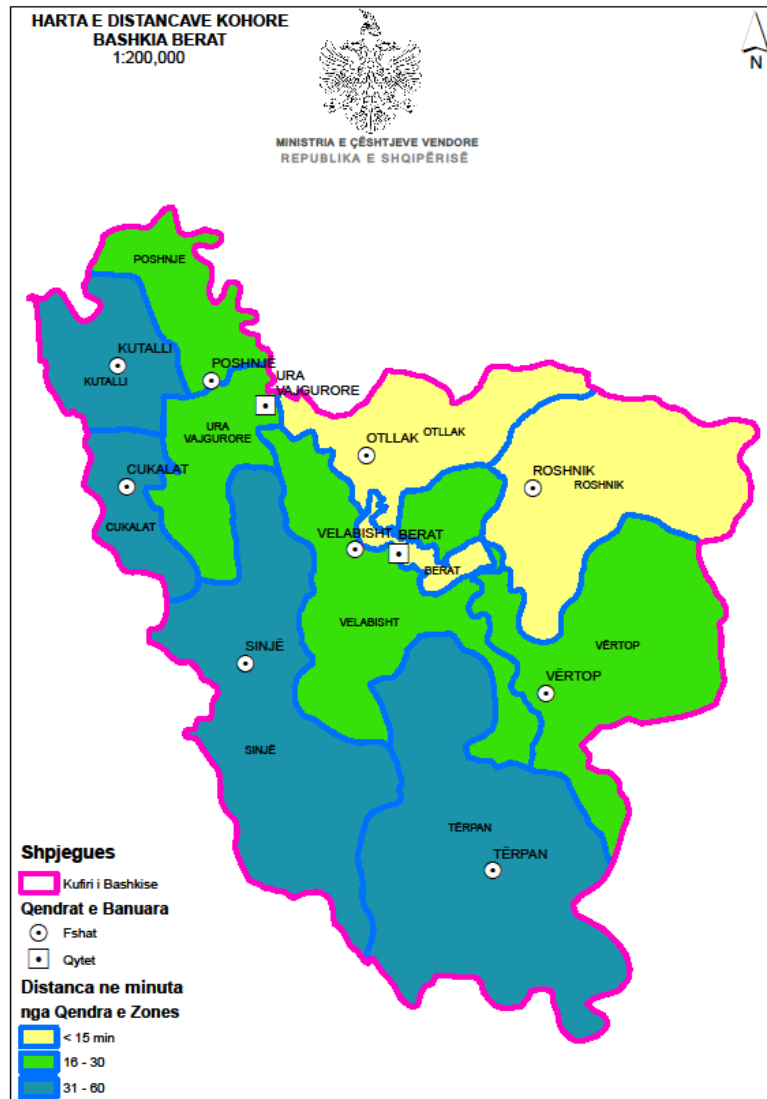 HARTA E DISTANCAVE KOHORE
BASHKIA BERAT
1:200,000
N
MINISTRIA E ÇËSHTJEVE VENDORE
REPUBLIKA E SHQIPËRISË
POSHNJE
KUTALLI
KUTALLI
POSHNJË
URA
VAJGURORE
URA
VAJGURORE
OTLLAK
OTLLAK
CUKALAT
CUKALAT
ROSHNIK
ROSHNIK
VELABISHT
BERAT
BERAT
VELABISHT
SINJË
SINJË
VËRTOP
VËRTOP
TËRPAN
TËRPAN
Shpjegues
Kufiri i Bashkise
Qendrat e Banuara
Fshat
Qytet
Distanca ne minuta
nga Qendra e Zones
< 15 min
16 - 30
31 - 60